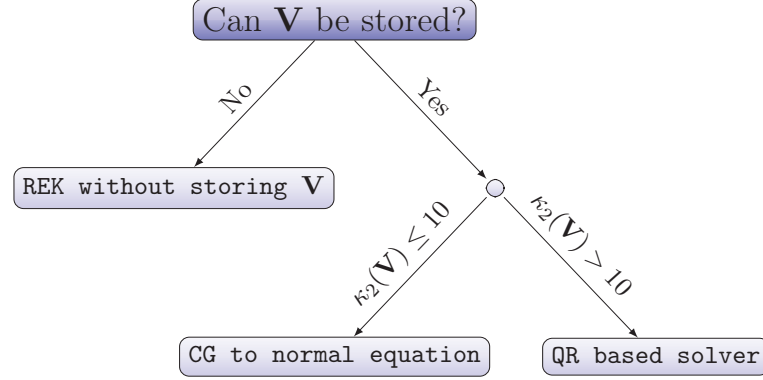 Can V be stored?
No
Yes
REK without storing V
κ₂(V) ≤ 10
κ₂(V) > 10
CG to normal equation
QR based solver